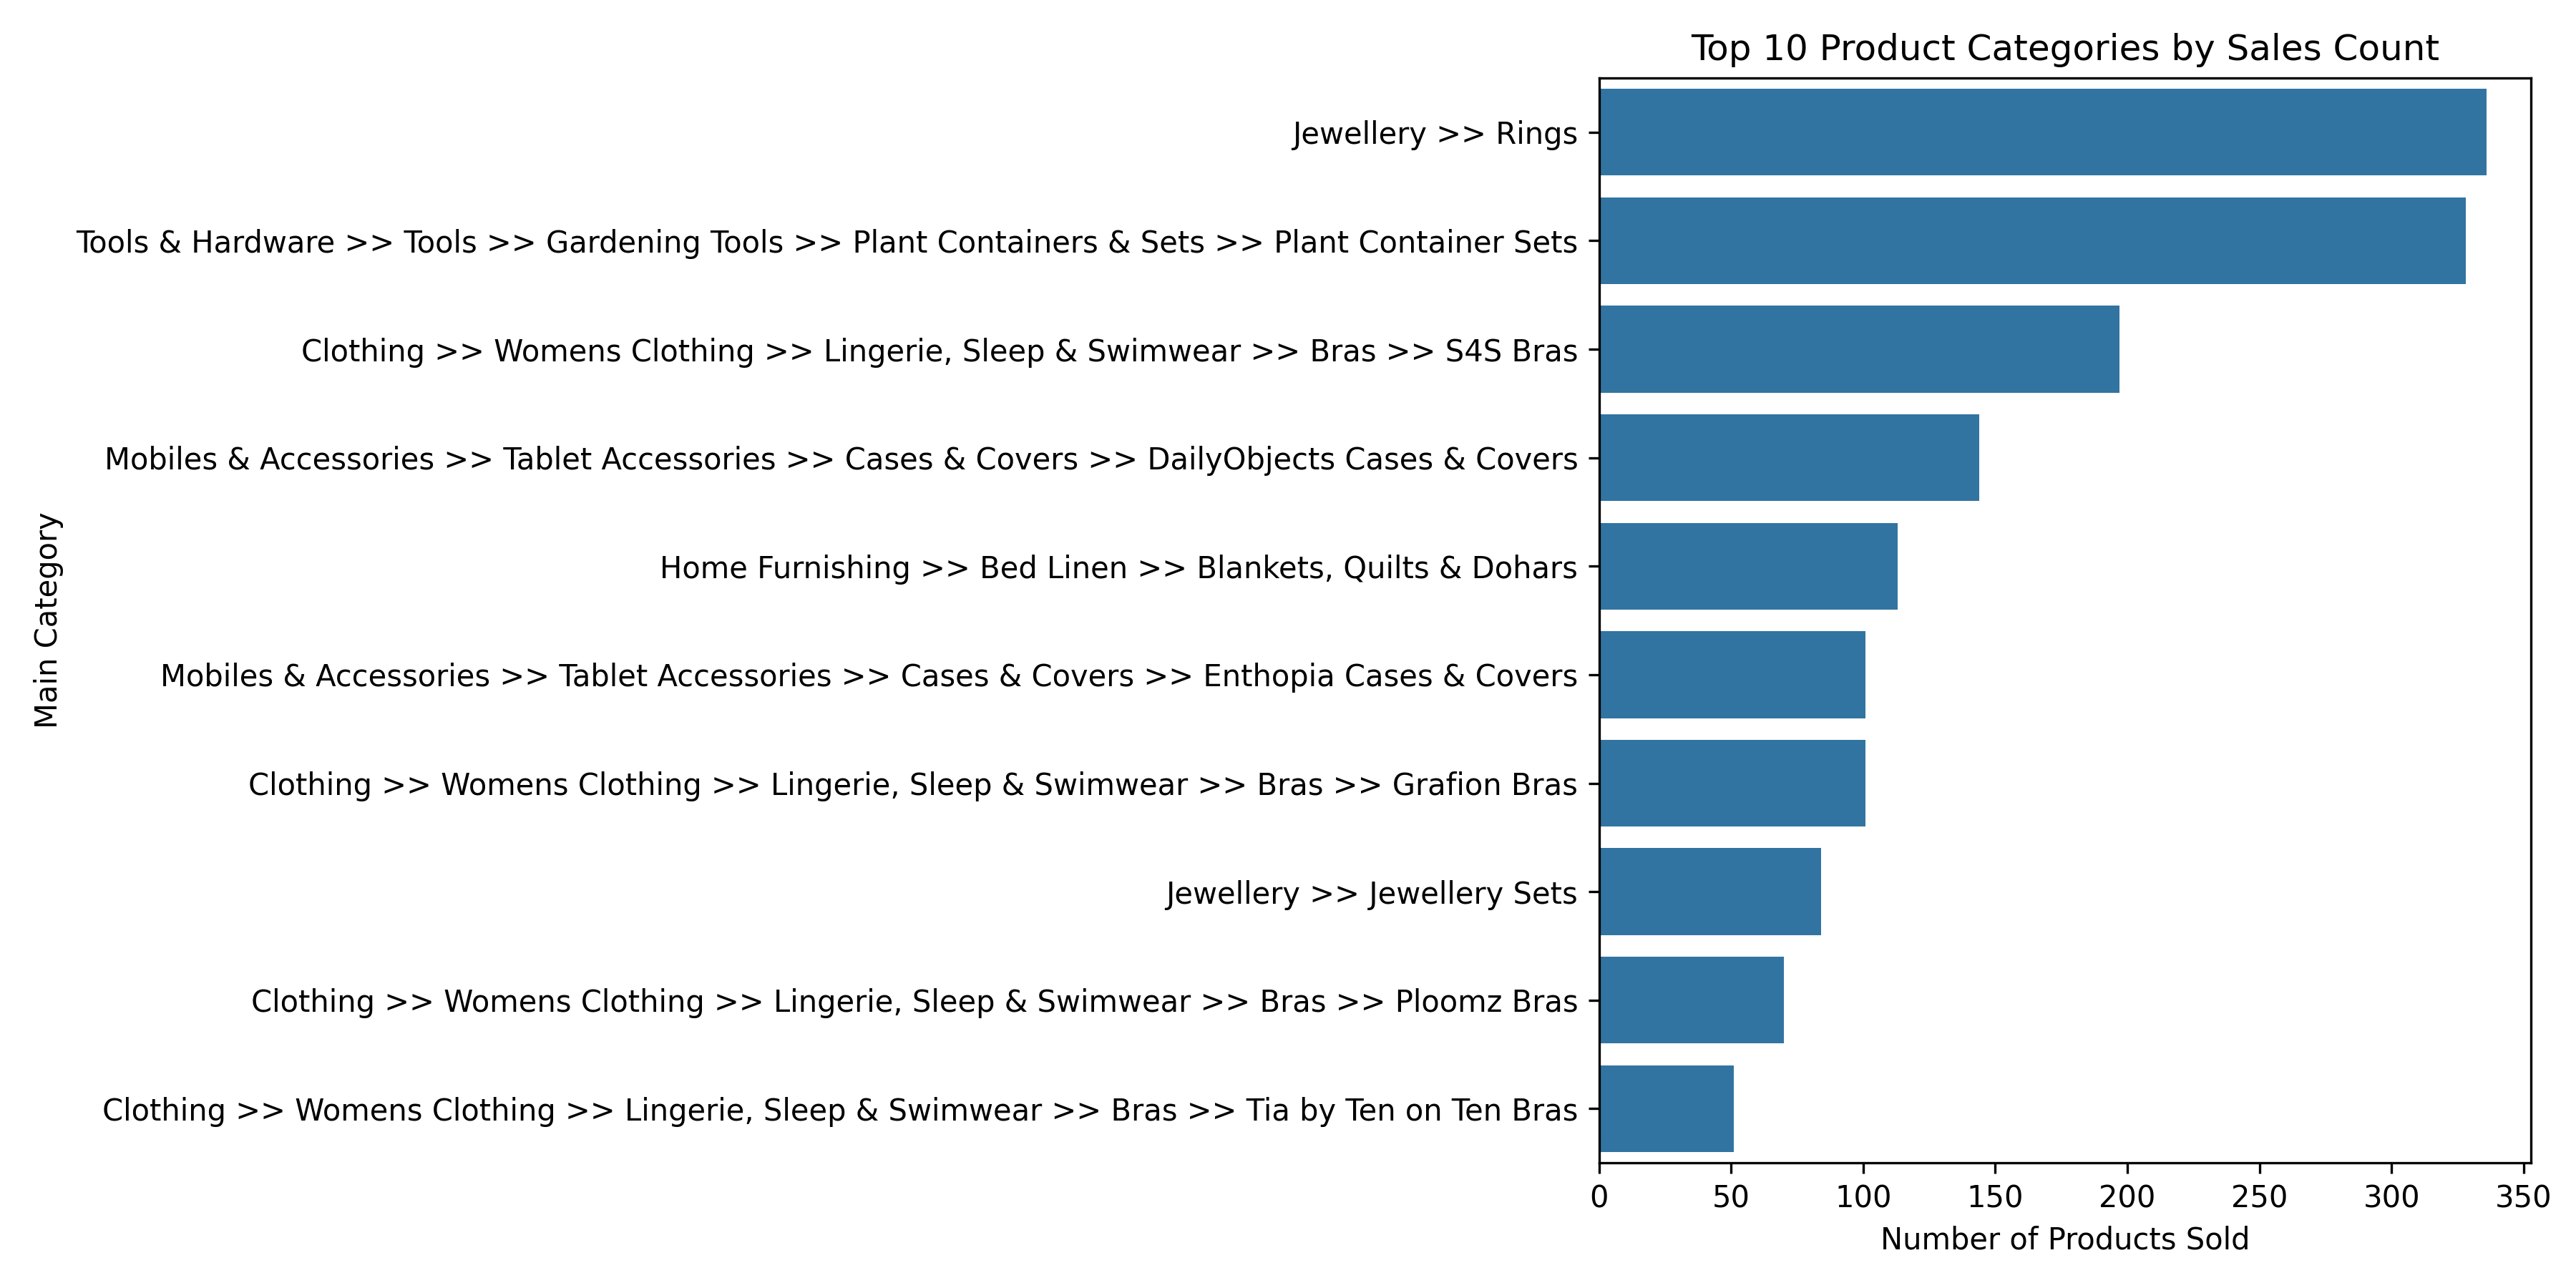 Top 10 Product Categories by Sales Count
Main Category
Jewellery >> Rings
Tools & Hardware >> Tools >> Gardening Tools >> Plant Containers & Sets >> Plant Container Sets
Clothing >> Womens Clothing >> Lingerie, Sleep & Swimwear >> Bras >> S4S Bras
Mobiles & Accessories >> Tablet Accessories >> Cases & Covers >> DailyObjects Cases & Covers
Home Furnishing >> Bed Linen >> Blankets, Quilts & Dohars
Mobiles & Accessories >> Tablet Accessories >> Cases & Covers >> Enthopia Cases & Covers
Clothing >> Womens Clothing >> Lingerie, Sleep & Swimwear >> Bras >> Grafion Bras
Jewellery >> Jewellery Sets
Clothing >> Womens Clothing >> Lingerie, Sleep & Swimwear >> Bras >> Ploomz Bras
Clothing >> Womens Clothing >> Lingerie, Sleep & Swimwear >> Bras >> Tia by Ten on Ten Bras
0 50 100 150 200 250 300 350
Number of Products Sold